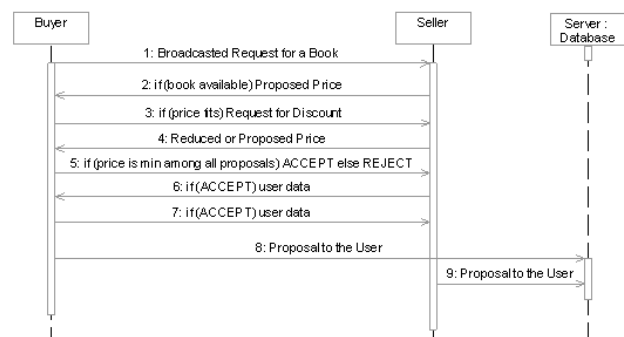 Buyer
Seller
Server :
Database
1: Broadcasted Request for a Book
2: if(book available) Proposed Price
3: if(price fits) Request for Discount
4: Reduced or Proposed Price
5: if(price is min among all proposals) ACCEPT else REJECT
6: if(ACCEPT) user data
7: if(ACCEPT) user data
8: Proposal to the User
9: Proposal to the User